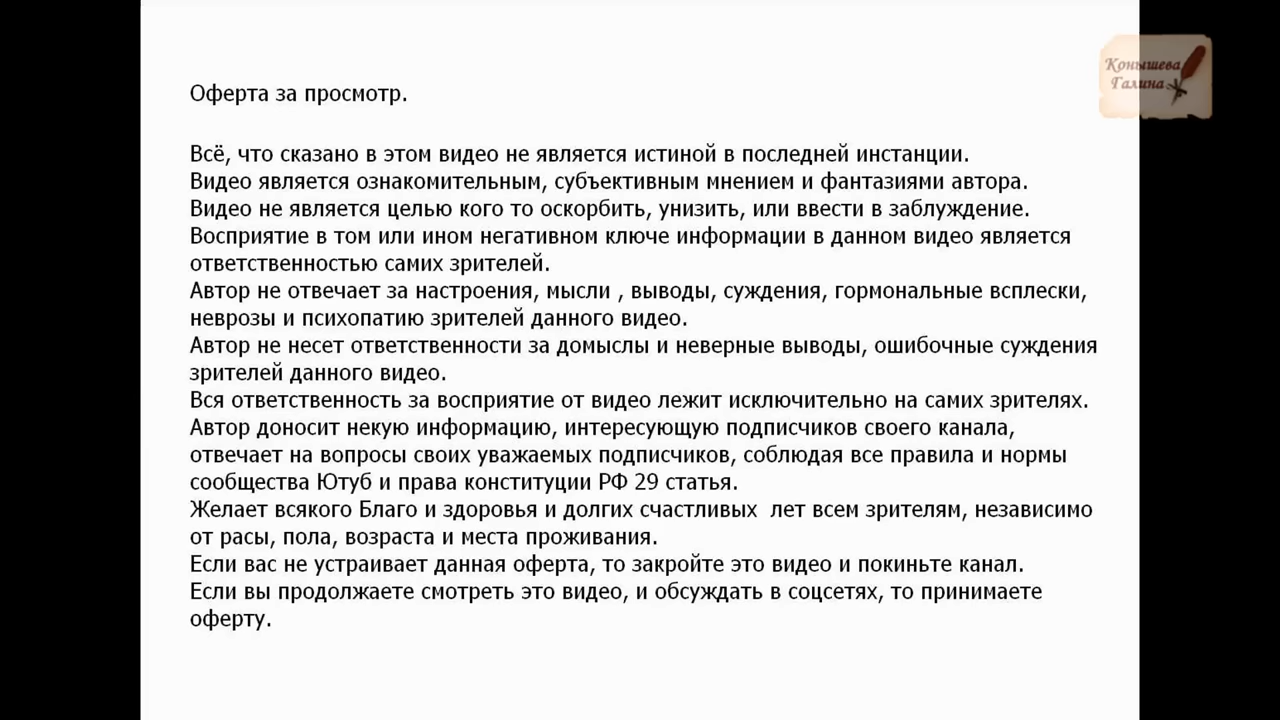 Оферта за просмотр.
Всё, что сказано в этом видео не является истиной в последней инстанции.
Видео является ознакомительным, субъективным мнением и фантазиями автора.
Видео не является целью кого то оскорбить, унизить, или ввести в заблуждение.
Восприятие в том или ином негативном ключе информации в данном видео является
ответственностью самих зрителей.
Автор не отвечает за настроения, мысли , выводы, суждения, гормональные всплески,
неврозы и психопатию зрителей данного видео.
Автор не несет ответственности за домыслы и неверные выводы, ошибочные суждения
зрителей данного видео.
Вся ответственность за восприятие от видео лежит исключительно на самих зрителях.
Автор доносит некую информацию, интересующую подписчиков своего канала,
отвечает на вопросы своих уважаемых подписчиков, соблюдая все правила и нормы
сообщества Ютуб и права конституции РФ 29 статья.
Желает всякого Благо и здоровья и долгих счастливых  лет всем зрителям, независимо
от расы, пола, возраста и места проживания.
Если вас не устраивает данная оферта, то закройте это видео и покиньте канал.
Если вы продолжаете смотреть это видео, и обсуждать в соцсетях, то принимаете
оферту.
Конышева
Галина